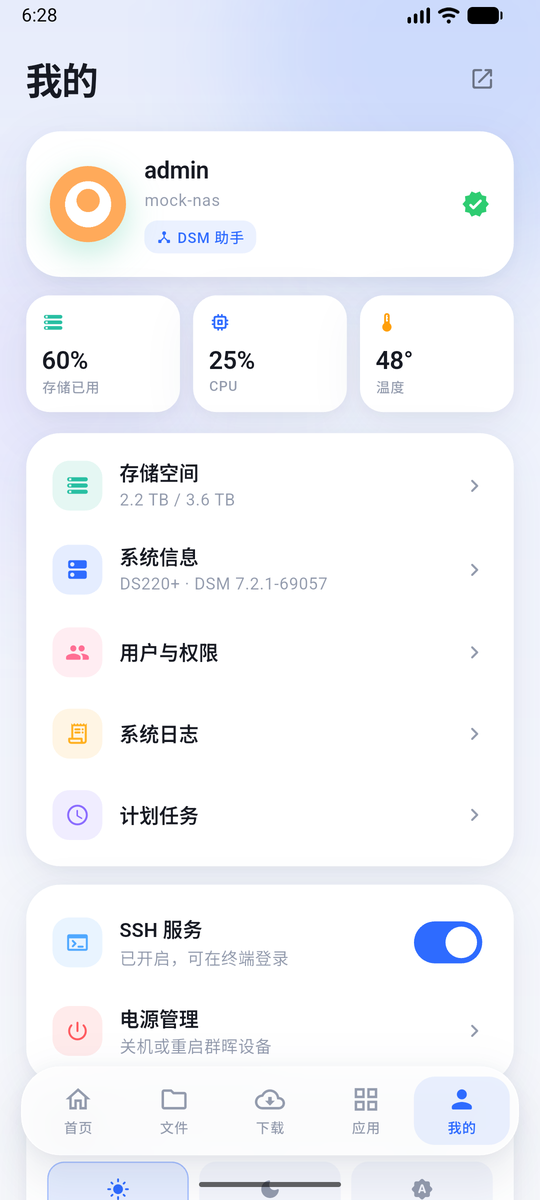 6:28
我的
admin
mock-nas
DSM 助手
60%
存储已用
25%
CPU
48°
温度
存储空间
2.2 TB / 3.6 TB
系统信息
DS220+ · DSM 7.2.1-69057
用户与权限
系统日志
计划任务
SSH 服务
已开启，可在终端登录
电源管理
关机或重启群晖设备
首页
文件
下载
应用
我的
A